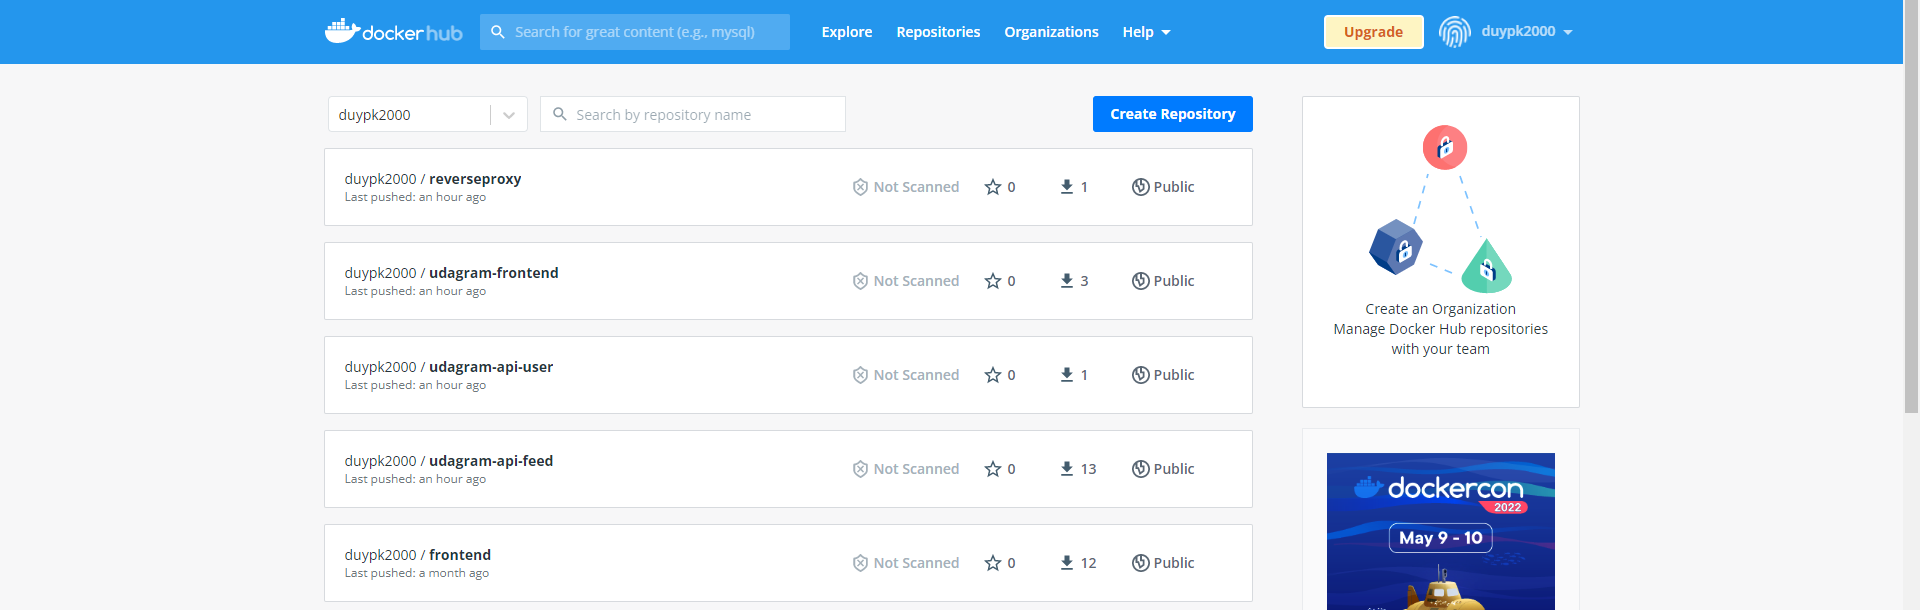 docker hub
Search for great content (e.g., mysql)
Explore
Repositories
Organizations
Help
Upgrade
duypk2000
duypk2000
Search by repository name
Create Repository
duypk2000 / reverseproxy
Last pushed: an hour ago
Not Scanned
0
1
Public
duypk2000 / udagram-frontend
Last pushed: an hour ago
Not Scanned
0
3
Public
duypk2000 / udagram-api-user
Last pushed: an hour ago
Not Scanned
0
1
Public
duypk2000 / udagram-api-feed
Last pushed: an hour ago
Not Scanned
0
13
Public
duypk2000 / frontend
Last pushed: a month ago
Not Scanned
0
12
Public
Create an Organization
Manage Docker Hub repositories
with your team
dockercon
2022
May 9 - 10